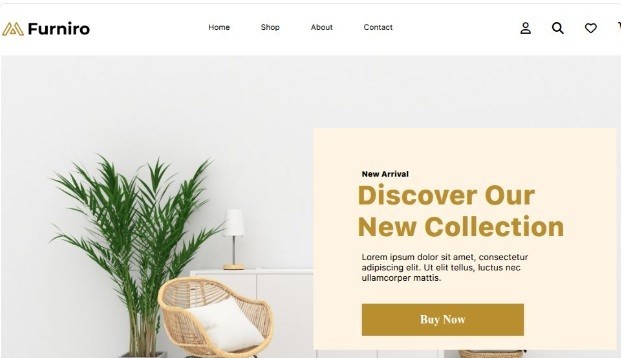 Furniro
Home Shop About Contact
New Arrival
Discover Our
New Collection
Lorem ipsum dolor sit amet, consectetur
adipiscing elit. Ut elit tellus, luctus nec
ullamcorper mattis.
Buy Now